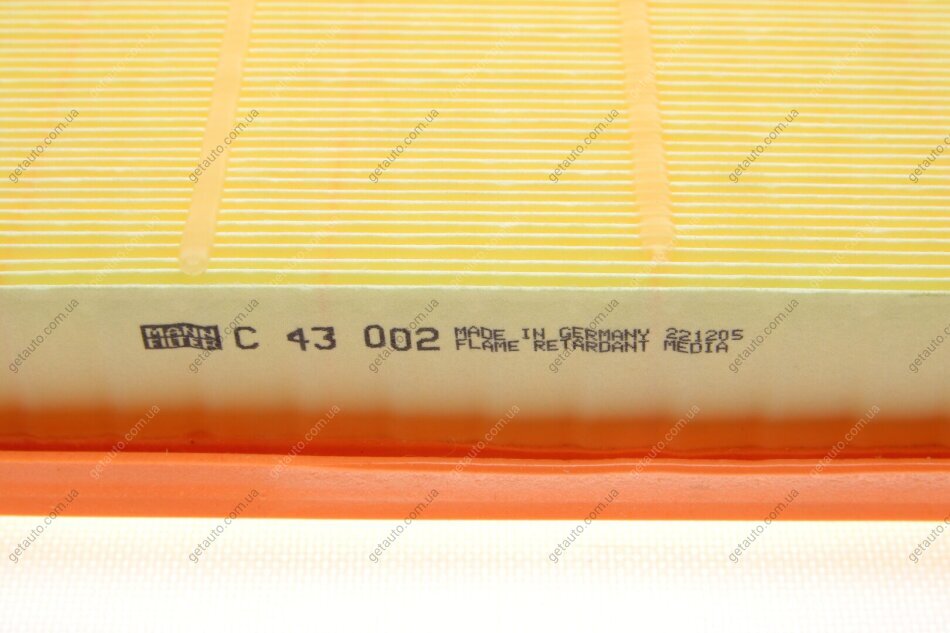 MANN FILTER C 43 002 MADE IN GERMANY 221205
FLAME RETARDANT MEDIA
getauto.com.ua